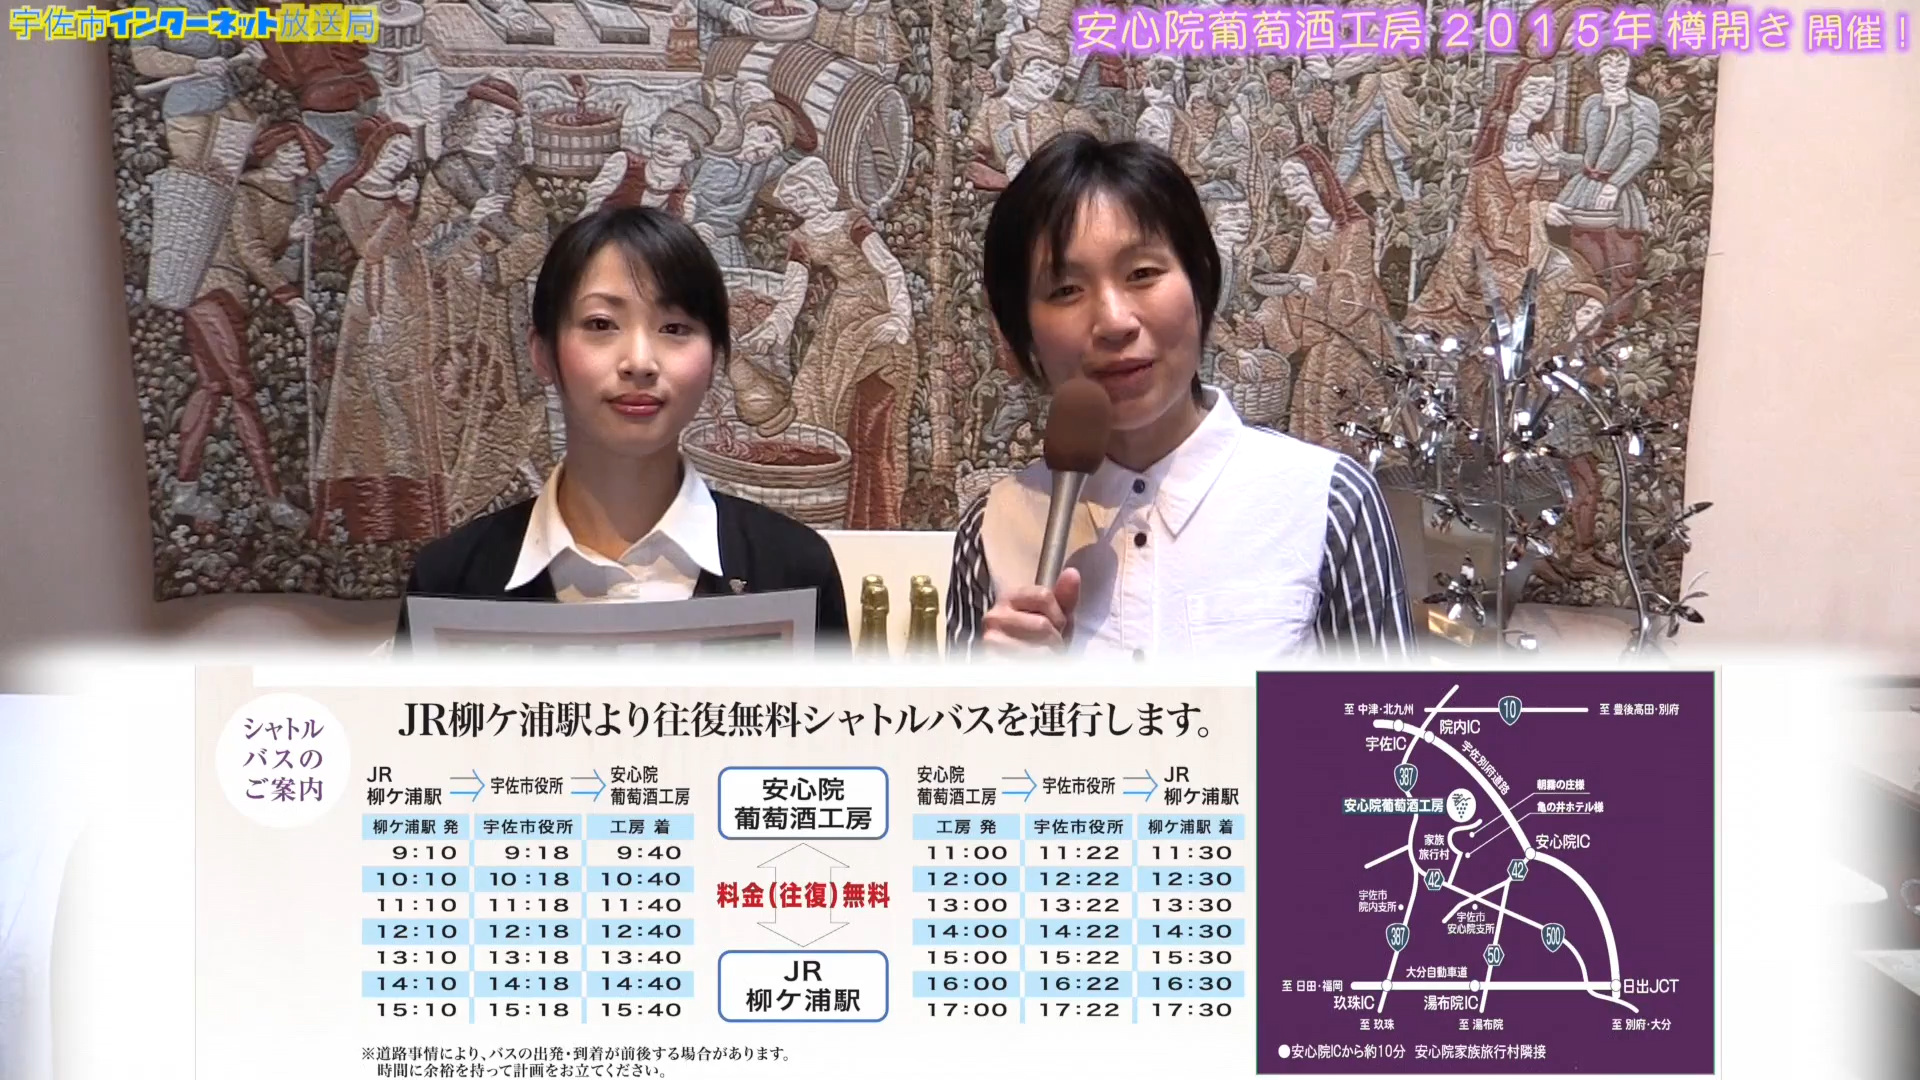 宇佐市インターネット放送局
安心院葡萄酒工房 2015年 樽開き 開催!
シャトル
バスの
ご案内
JR柳ケ浦駅より往復無料シャトルバスを運行します。
JR
柳ケ浦駅
宇佐市役所
安心院
葡萄酒工房
柳ケ浦駅 発 宇佐市役所 工房 着
9:10 9:18 9:40
10:10 10:18 10:40
11:10 11:18 11:40
12:10 12:18 12:40
13:10 13:18 13:40
14:10 14:18 14:40
15:10 15:18 15:40
安心院
葡萄酒工房
料金(往復)無料
JR
柳ケ浦駅
安心院
葡萄酒工房
宇佐市役所
JR
柳ケ浦駅
工房 発 宇佐市役所 柳ケ浦駅 着
11:00 11:22 11:30
12:00 12:22 12:30
13:00 13:22 13:30
14:00 14:22 14:30
15:00 15:22 15:30
16:00 16:22 16:30
17:00 17:22 17:30
※道路事情により、バスの出発・到着が前後する場合があります。
時間に余裕を持って計画をお立てください。
至 中津・北九州
10
至 豊後高田・別府
院内IC
宇佐IC
宇佐別府道路
387
朝霧の庄様
安心院葡萄酒工房
亀の井ホテル様
家族
旅行村
安心院IC
42
42
宇佐市
院内支所
宇佐市
安心院支所
387
500
50
大分自動車道
至 日田・福岡
日出JCT
玖珠IC
湯布院IC
至 玖珠
至 湯布院
至 別府・大分
●安心院ICから約10分 安心院家族旅行村隣接